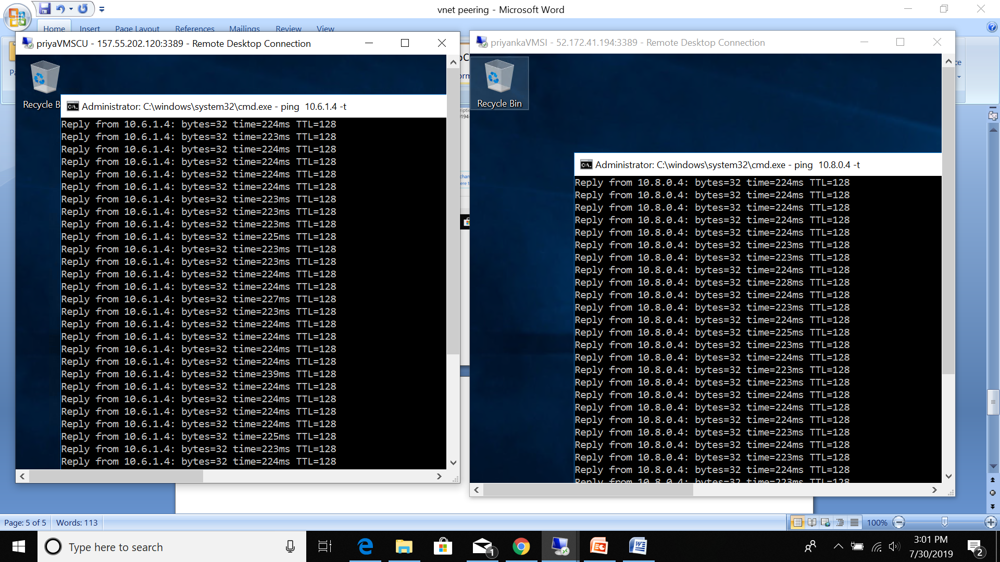 vnet peering - Microsoft Word
Home Insert Page Layout References Mailings Review View
priyaVMSCU - 157.55.202.120:3389 - Remote Desktop Connection
Recycle B
Administrator: C:\windows\system32\cmd.exe - ping 10.6.1.4 -t
Reply from 10.6.1.4: bytes=32 time=224ms TTL=128
Reply from 10.6.1.4: bytes=32 time=223ms TTL=128
Reply from 10.6.1.4: bytes=32 time=224ms TTL=128
Reply from 10.6.1.4: bytes=32 time=224ms TTL=128
Reply from 10.6.1.4: bytes=32 time=224ms TTL=128
Reply from 10.6.1.4: bytes=32 time=224ms TTL=128
Reply from 10.6.1.4: bytes=32 time=223ms TTL=128
Reply from 10.6.1.4: bytes=32 time=223ms TTL=128
Reply from 10.6.1.4: bytes=32 time=223ms TTL=128
Reply from 10.6.1.4: bytes=32 time=225ms TTL=128
Reply from 10.6.1.4: bytes=32 time=223ms TTL=128
Reply from 10.6.1.4: bytes=32 time=223ms TTL=128
Reply from 10.6.1.4: bytes=32 time=224ms TTL=128
Reply from 10.6.1.4: bytes=32 time=224ms TTL=128
Reply from 10.6.1.4: bytes=32 time=227ms TTL=128
Reply from 10.6.1.4: bytes=32 time=223ms TTL=128
Reply from 10.6.1.4: bytes=32 time=224ms TTL=128
Reply from 10.6.1.4: bytes=32 time=224ms TTL=128
Reply from 10.6.1.4: bytes=32 time=224ms TTL=128
Reply from 10.6.1.4: bytes=32 time=224ms TTL=128
Reply from 10.6.1.4: bytes=32 time=239ms TTL=128
Reply from 10.6.1.4: bytes=32 time=224ms TTL=128
Reply from 10.6.1.4: bytes=32 time=224ms TTL=128
Reply from 10.6.1.4: bytes=32 time=224ms TTL=128
Reply from 10.6.1.4: bytes=32 time=224ms TTL=128
Reply from 10.6.1.4: bytes=32 time=225ms TTL=128
Reply from 10.6.1.4: bytes=32 time=223ms TTL=128
Reply from 10.6.1.4: bytes=32 time=224ms TTL=128
priyankaVMSI - 52.172.41.194:3389 - Remote Desktop Connection
Recycle Bin
Administrator: C:\windows\system32\cmd.exe - ping 10.8.0.4 -t
Reply from 10.8.0.4: bytes=32 time=224ms TTL=128
Reply from 10.8.0.4: bytes=32 time=224ms TTL=128
Reply from 10.8.0.4: bytes=32 time=224ms TTL=128
Reply from 10.8.0.4: bytes=32 time=224ms TTL=128
Reply from 10.8.0.4: bytes=32 time=224ms TTL=128
Reply from 10.8.0.4: bytes=32 time=223ms TTL=128
Reply from 10.8.0.4: bytes=32 time=223ms TTL=128
Reply from 10.8.0.4: bytes=32 time=224ms TTL=128
Reply from 10.8.0.4: bytes=32 time=228ms TTL=128
Reply from 10.8.0.4: bytes=32 time=224ms TTL=128
Reply from 10.8.0.4: bytes=32 time=223ms TTL=128
Reply from 10.8.0.4: bytes=32 time=224ms TTL=128
Reply from 10.8.0.4: bytes=32 time=225ms TTL=128
Reply from 10.8.0.4: bytes=32 time=223ms TTL=128
Reply from 10.8.0.4: bytes=32 time=224ms TTL=128
Reply from 10.8.0.4: bytes=32 time=223ms TTL=128
Reply from 10.8.0.4: bytes=32 time=223ms TTL=128
Reply from 10.8.0.4: bytes=32 time=224ms TTL=128
Reply from 10.8.0.4: bytes=32 time=224ms TTL=128
Reply from 10.8.0.4: bytes=32 time=224ms TTL=128
Reply from 10.8.0.4: bytes=32 time=223ms TTL=128
Reply from 10.8.0.4: bytes=32 time=224ms TTL=128
Reply from 10.8.0.4: bytes=32 time=223ms TTL=128
Reply from 10.8.0.4: bytes=32 time=224ms TTL=128
Reply from 10.8.0.4: bytes=32 time=223ms TTL=128
Page: 5 of 5 Words: 113
100%
Type here to search
1
3:01 PM
7/30/2019
2